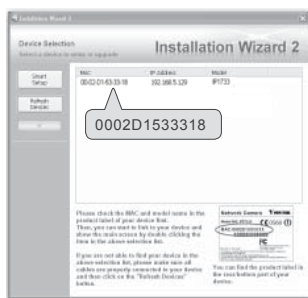 Installation Wizard 2
Device Selection
Select a device to setup or upgrade
Installation Wizard 2
Smart
Setup
Refresh
Devices
MAC
IP Address
Model
00-02-D1-53-33-18
192.168.5.129
IP7133
0002D1533318
Please check the MAC and model name in the
product label of your device first.
Then, you can start to link to your device and
show the main screen by double clicking the
item in the above selection list.
If you are not able to find your device in the
above selection list, please make sure all
cables are properly connected to your device
and then click on the "Refresh Devices"
button.
Network Camera
You can find the product label in
the inscription part of your
device.